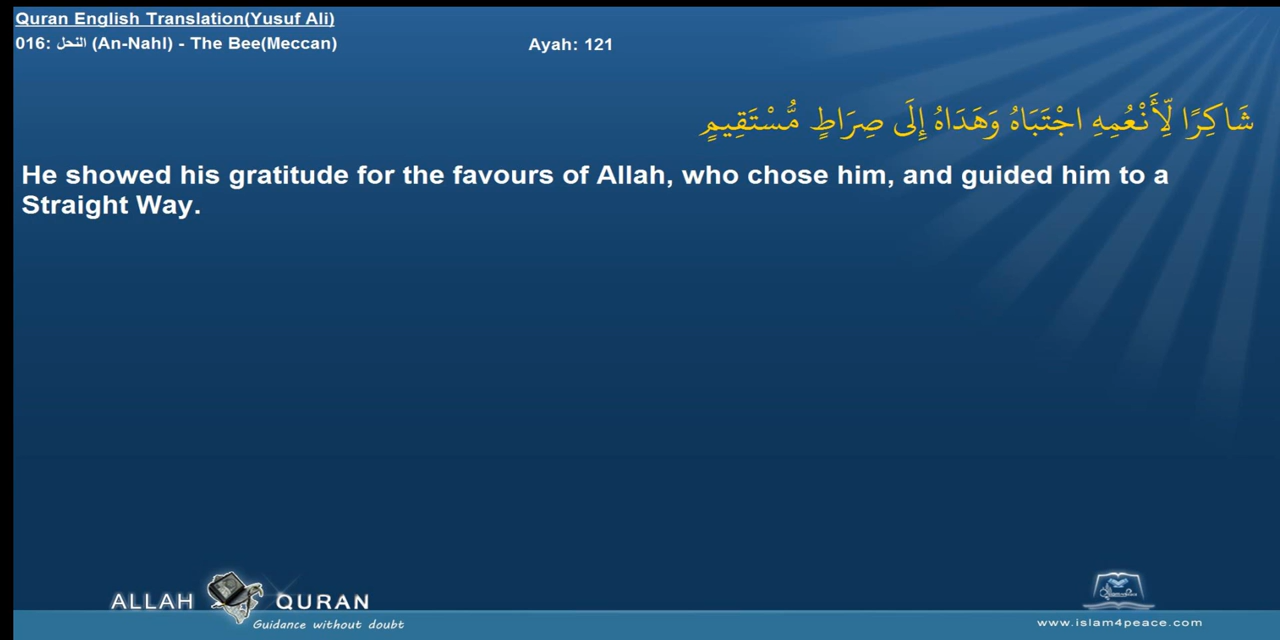 Quran English Translation(Yusuf Ali)
016: النحل (An-Nahl) - The Bee(Meccan) Ayah: 121
شَاكِرًا لِّأَنْعُمِهِ اجْتَبَاهُ وَهَدَاهُ إِلَى صِرَاطٍ مُّسْتَقِيمٍ
He showed his gratitude for the favours of Allah, who chose him, and guided him to a
Straight Way.
ALLAH QURAN
Guidance without doubt
www.islam4peace.com